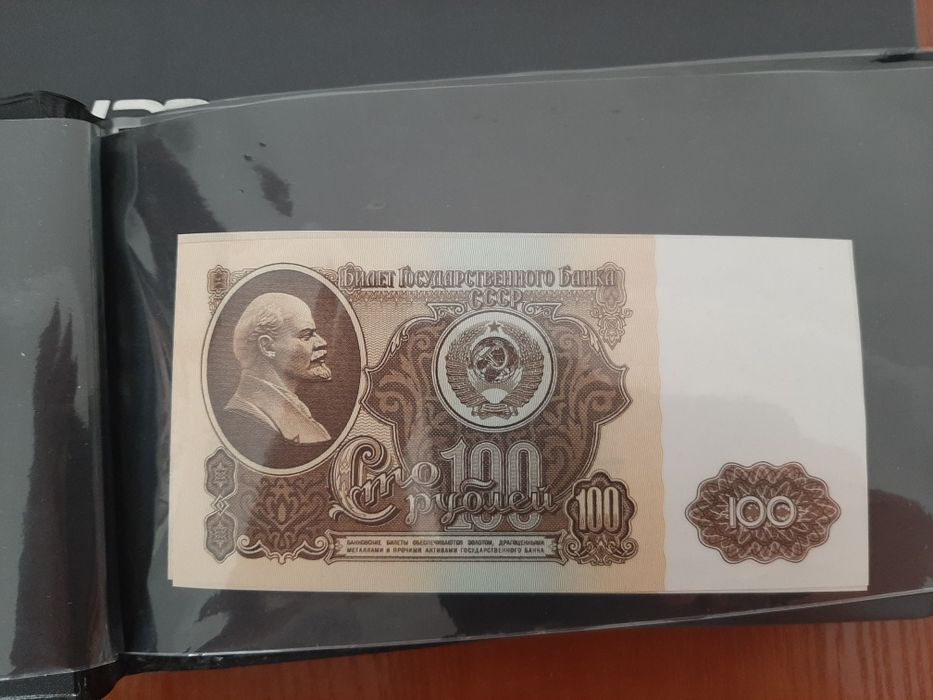 Билет Государственного Банка
СССР
100
Сто
рублей
100
100
БАНКОВСКИЕ БИЛЕТЫ ОБЕСПЕЧИВАЮТСЯ ЗОЛОТОМ, ДРАГОЦЕННЫМИ
МЕТАЛЛАМИ И ПРОЧИМИ АКТИВАМИ ГОСУДАРСТВЕННОГО БАНКА